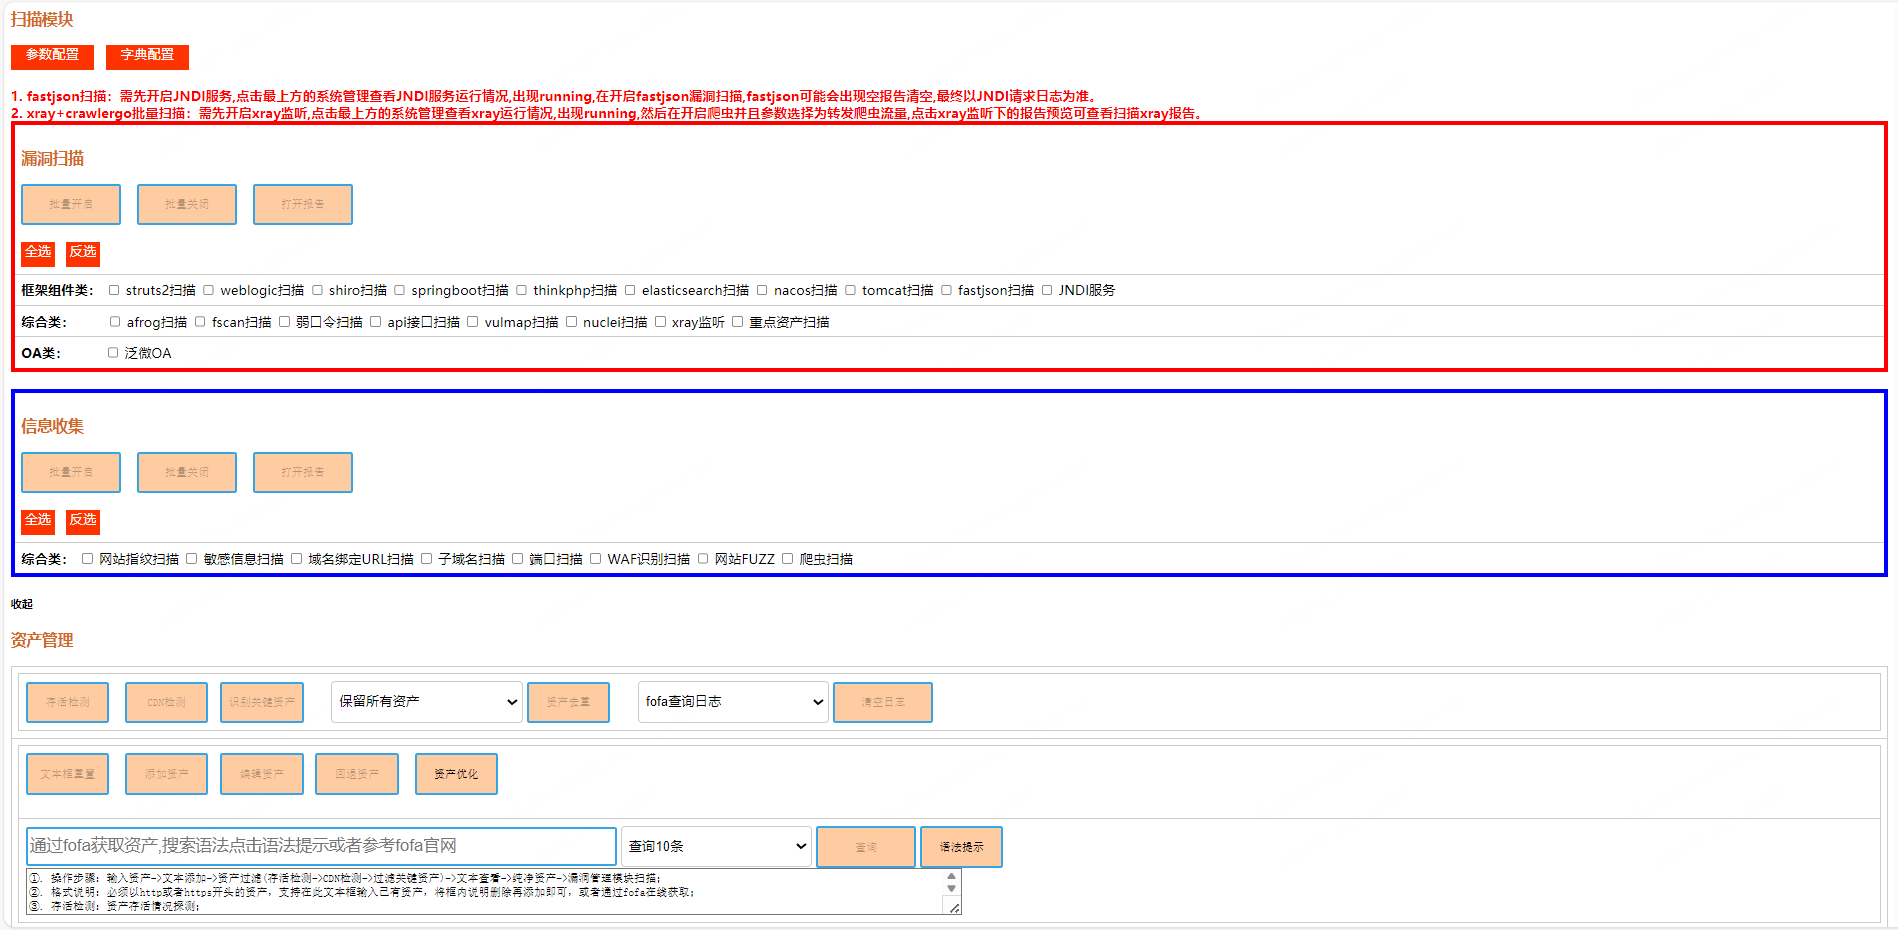 扫描模块
参数配置 字典配置
1. fastjson扫描：需先开启JNDI服务,点击最上方的系统管理查看JNDI服务运行情况,出现running,在开启fastjson漏洞扫描,fastjson可能会出现空报告清空,最终以JNDI请求日志为准。
2. xray+crawlergo批量扫描：需先开启xray监听,点击最上方的系统管理查看xray运行情况,出现running,然后在开启爬虫并且参数选择为转发爬虫流量,点击xray监听下的报告预览可查看扫描xray报告。
漏洞扫描
批量开启 批量关闭 打开报告
全选 反选
框架组件类： struts2扫描 weblogic扫描 shiro扫描 springboot扫描 thinkphp扫描 elasticsearch扫描 nacos扫描 tomcat扫描 fastjson扫描 JNDI服务
综合类： afrog扫描 fscan扫描 弱口令扫描 api接口扫描 vulmap扫描 nuclei扫描 xray监听 重点资产扫描
OA类： 泛微OA
信息收集
批量开启 批量关闭 打开报告
全选 反选
综合类： 网站指纹扫描 敏感信息扫描 域名绑定URL扫描 子域名扫描 端口扫描 WAF识别扫描 网站FUZZ 爬虫扫描
收起
资产管理
存活检测 CDN检测 识别关键资产 保留所有资产 资产去重 fofa查询日志 清空日志
文本框重置 添加资产 编辑资产 回退资产 资产优化
通过fofa获取资产,搜索语法点击语法提示或者参考fofa官网 查询10条 查询 语法提示
①. 操作步骤：输入资产->文本添加->资产过滤(存活检测->CDN检测->过滤关键资产)->文本查看->纯净资产->漏洞管理模块扫描；
②. 格式说明：必须以http或者https开头的资产，支持在此文本框输入已有资产，将框内说明删除再添加即可，或者通过fofa在线获取；
③. 存活检测：资产存活情况探测；